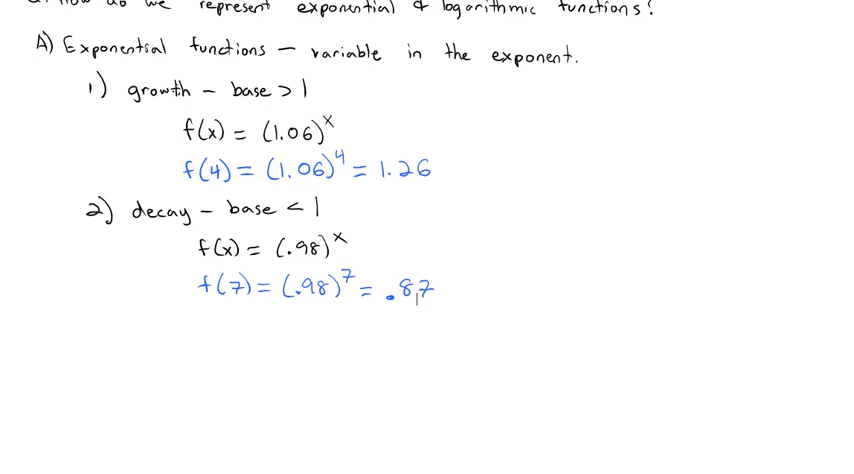 Q: How do we represent exponential & logarithmic functions?
A) Exponential functions – variable in the exponent.
1) growth – base > 1
f(x) = (1.06)^x
f(4) = (1.06)^4 = 1.26
2) decay – base < 1
f(x) = (.98)^x
f(7) = (.98)^7 = .87